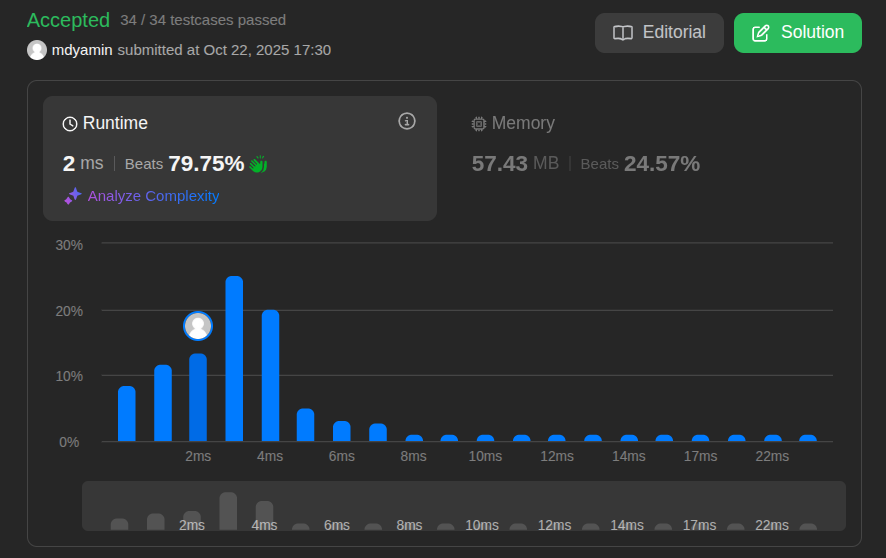 Accepted 34 / 34 testcases passed
mdyamin submitted at Oct 22, 2025 17:30
Editorial
Solution
Runtime
2 ms | Beats 79.75%
Analyze Complexity
Memory
57.43 MB | Beats 24.57%
30%
20%
10%
0%
2ms 4ms 6ms 8ms 10ms 12ms 14ms 17ms 22ms
2ms 4ms 6ms 8ms 10ms 12ms 14ms 17ms 22ms